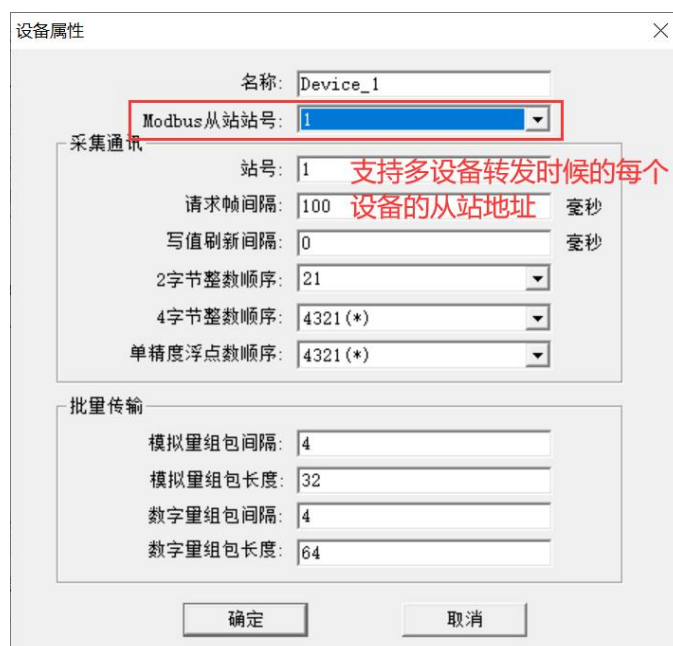 设备属性
名称: Device_1
Modbus从站站号: 1
采集通讯
站号: 1
支持多设备转发时候的每个
请求帧间隔: 100 毫秒
设备的从站地址
写值刷新间隔: 0 毫秒
2字节整数顺序: 21
4字节整数顺序: 4321(*)
单精度浮点数顺序: 4321(*)
批量传输
模拟量组包间隔: 4
模拟量组包长度: 32
数字量组包间隔: 4
数字量组包长度: 64
确定 取消